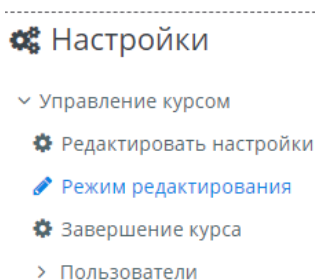 Настройки
Управление курсом
Редактировать настройки
Режим редактирования
Завершение курса
Пользователи